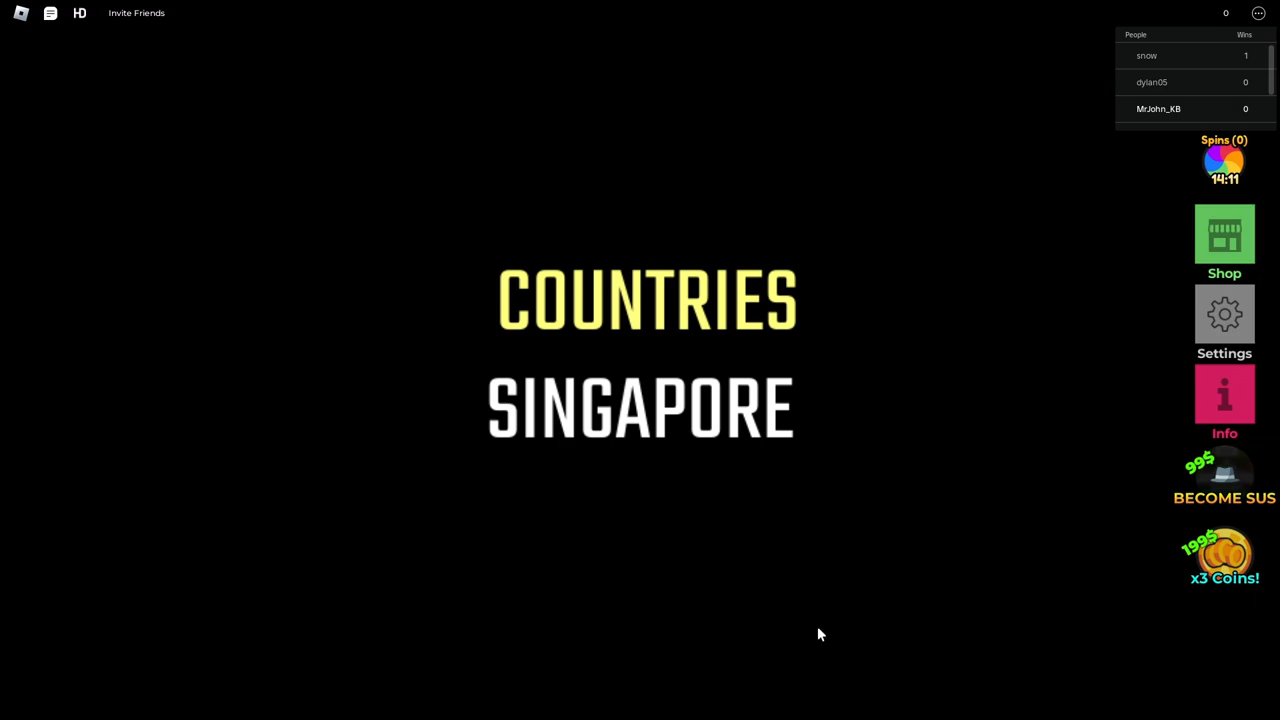 HD
Invite Friends
0
People Wins
snow 1
dylan05 0
MrJohn_KB 0
Spins (0)
14:11
Shop
Settings
Info
99$
BECOME SUS
199$
x3 Coins!
COUNTRIES
SINGAPORE